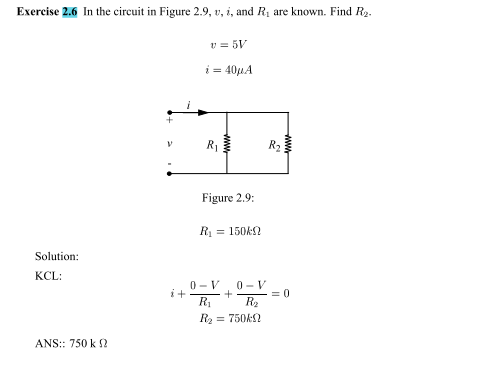 Exercise 2.6 In the circuit in Figure 2.9, v, i, and R₁ are known. Find R₂.
v = 5V
i = 40μA
i
+
v R₁ R₂
-
Figure 2.9:
R₁ = 150kΩ
Solution:
KCL:
i + (0 − V)/R₁ + (0 − V)/R₂ = 0
R₂ = 750kΩ
ANS:: 750 k Ω